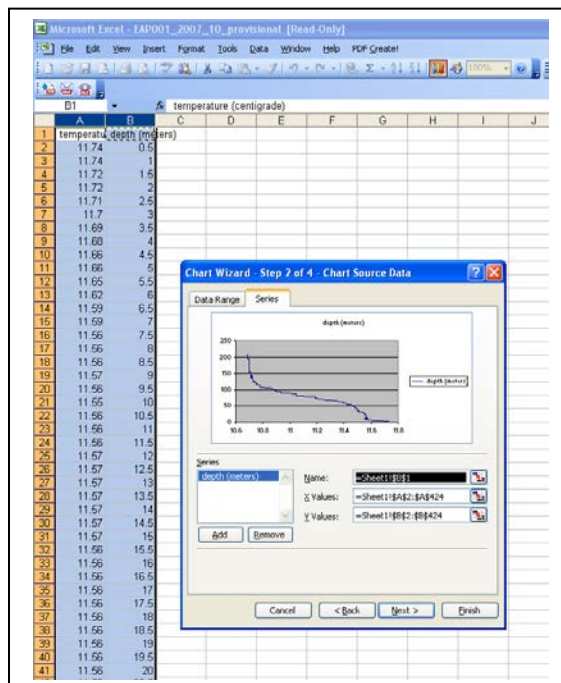 Microsoft Excel - EAP001_2007_10_provisional [Read-Only]
File Edit View Insert Format Tools Data Window Help PDF Create!
100%
B1 fx temperature (centigrade)
A B C D E F G H I J
1 temperatu depth (meters)
2 11.74 0.5
3 11.74 1
4 11.72 1.5
5 11.72 2
6 11.71 2.5
7 11.7 3
8 11.69 3.5
9 11.68 4
10 11.66 4.5
11 11.66 5
12 11.65 5.5
13 11.62 6
14 11.59 6.5
15 11.59 7
16 11.56 7.5
17 11.56 8
18 11.56 8.5
19 11.57 9
20 11.56 9.5
21 11.55 10
22 11.56 10.5
23 11.56 11
24 11.56 11.5
25 11.57 12
26 11.57 12.5
27 11.57 13
28 11.57 13.5
29 11.57 14
30 11.57 14.5
31 11.57 15
32 11.56 15.5
33 11.56 16
34 11.56 16.5
35 11.56 17
36 11.56 17.5
37 11.56 18
38 11.56 18.5
39 11.56 19
40 11.56 19.5
41 11.56 20
Chart Wizard - Step 2 of 4 - Chart Source Data
Data Range Series
depth (meters)
250
200
150
100
50
0
10.6 10.8 11 11.2 11.4 11.6 11.8
depth (meters)
Series
depth (meters)
Name: =Sheet1!$B$1
X Values: =Sheet1!$A$2:$A$424
Y Values: =Sheet1!$B$2:$B$424
Add Remove
Cancel < Back Next > Finish